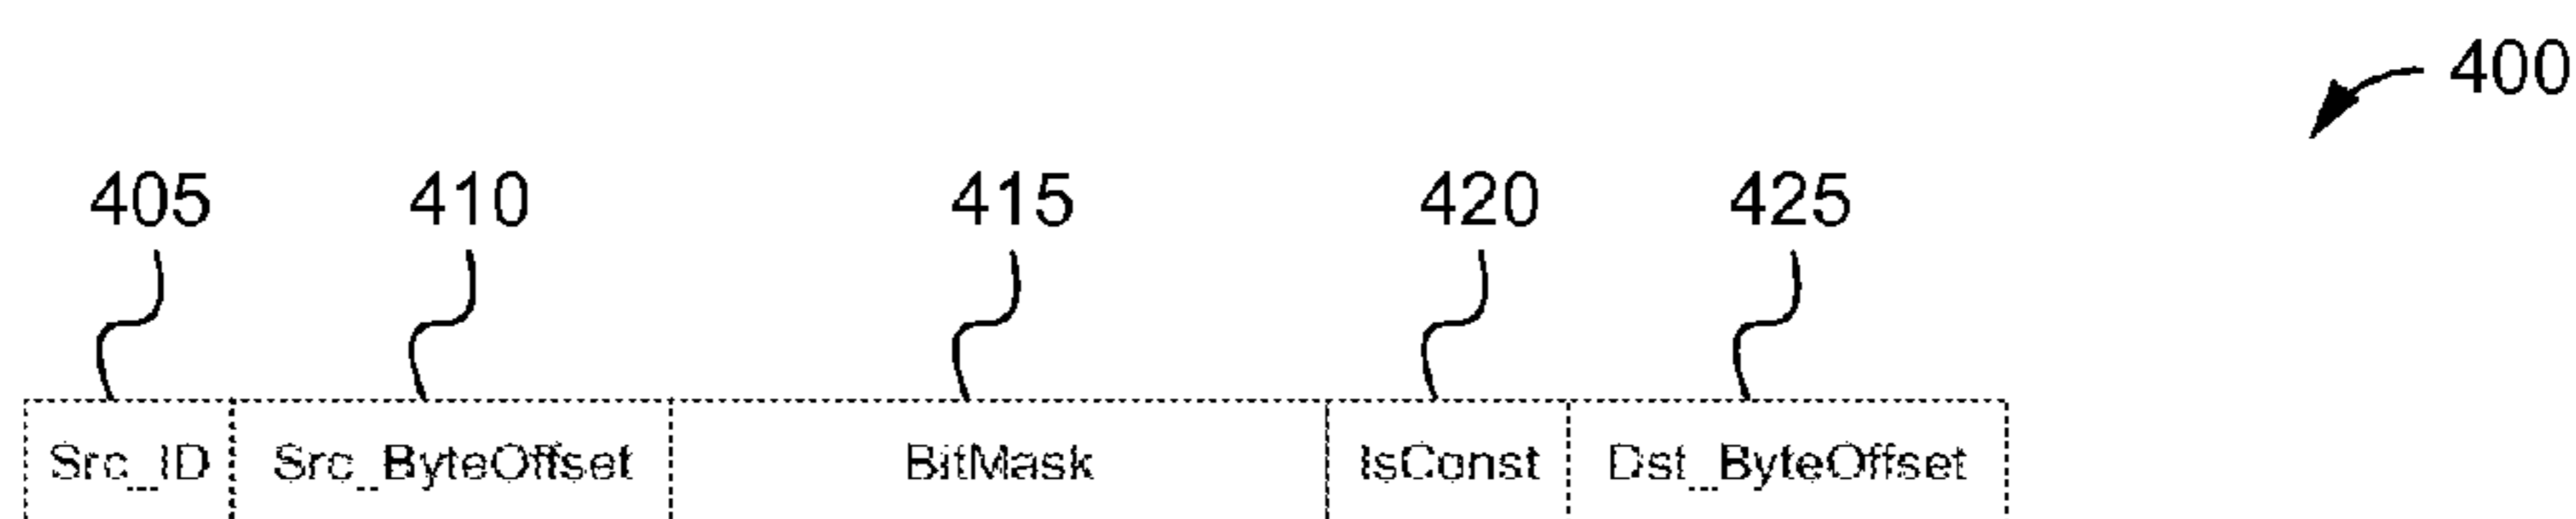 400
405 410 415 420 425
Src_ID Src_ByteOffset BitMask IsConst Dst_ByteOffset